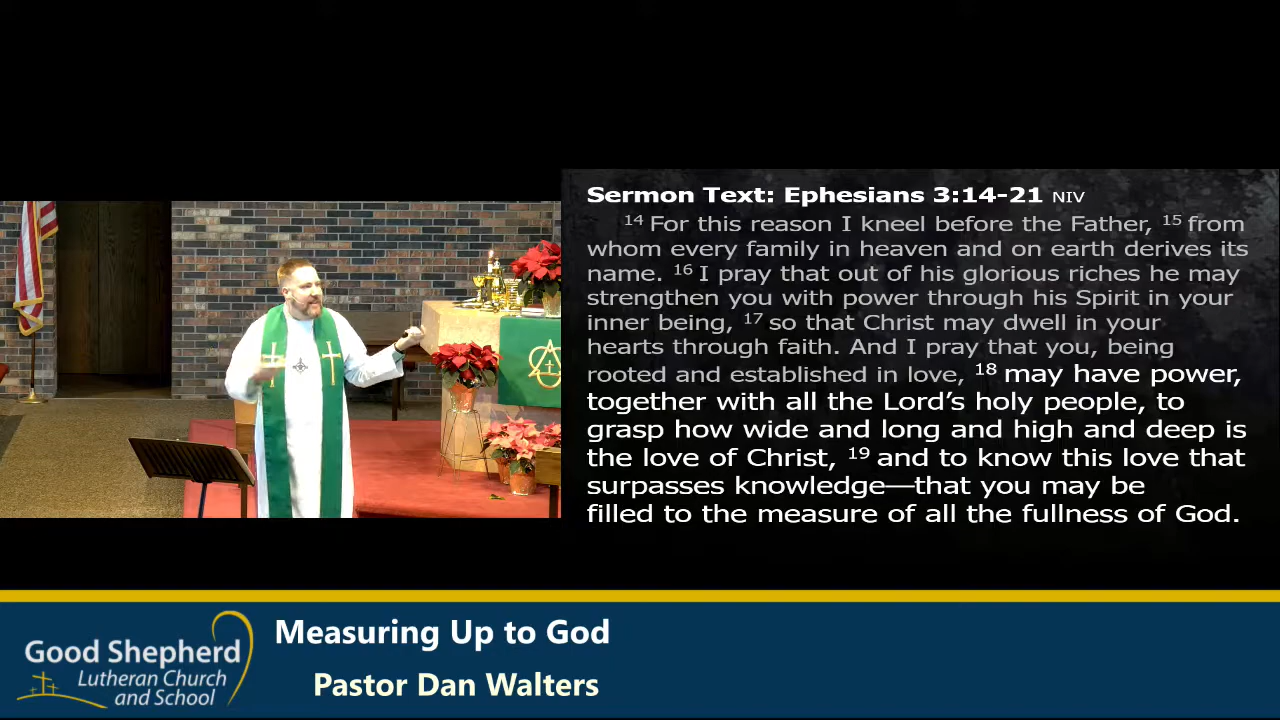 Sermon Text: Ephesians 3:14-21 NIV
14 For this reason I kneel before the Father, 15 from
whom every family in heaven and on earth derives its
name. 16 I pray that out of his glorious riches he may
strengthen you with power through his Spirit in your
inner being, 17 so that Christ may dwell in your
hearts through faith. And I pray that you, being
rooted and established in love, 18 may have power,
together with all the Lord’s holy people, to
grasp how wide and long and high and deep is
the love of Christ, 19 and to know this love that
surpasses knowledge—that you may be
filled to the measure of all the fullness of God.
Good Shepherd
Lutheran Church
and School
Measuring Up to God
Pastor Dan Walters